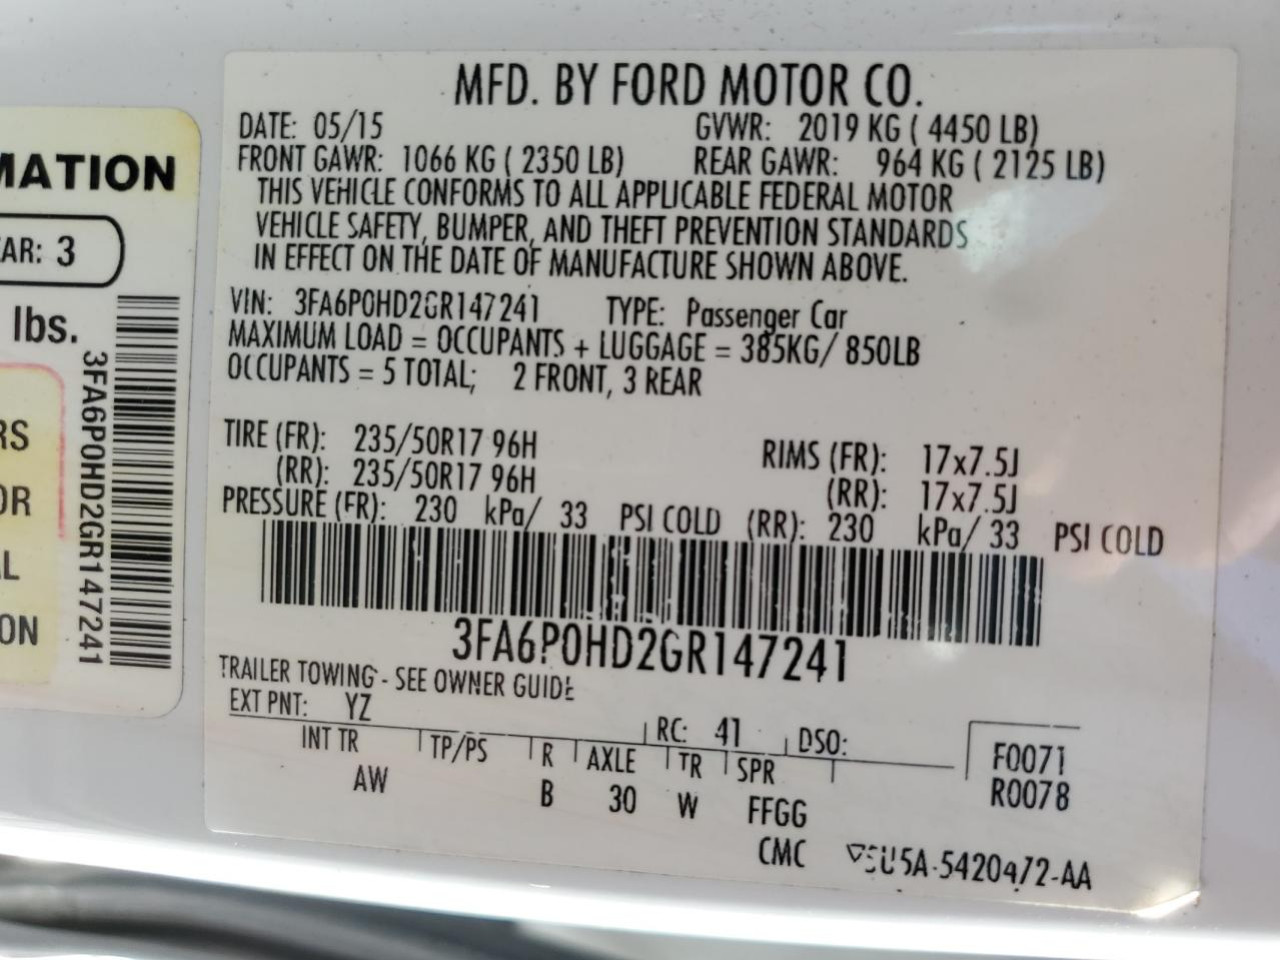 MATION
AR: 3
lbs.
RS
OR
L
ON
3FA6P0HD2GR147241
MFD. BY FORD MOTOR CO.
DATE: 05/15 GVWR: 2019 KG ( 4450 LB)
FRONT GAWR: 1066 KG ( 2350 LB) REAR GAWR: 964 KG ( 2125 LB)
THIS VEHICLE CONFORMS TO ALL APPLICABLE FEDERAL MOTOR
VEHICLE SAFETY, BUMPER, AND THEFT PREVENTION STANDARDS
IN EFFECT ON THE DATE OF MANUFACTURE SHOWN ABOVE.
VIN: 3FA6P0HD2GR147241 TYPE: Passenger Car
MAXIMUM LOAD = OCCUPANTS + LUGGAGE = 385KG/ 850LB
OCCUPANTS = 5 TOTAL; 2 FRONT, 3 REAR
TIRE (FR): 235/50R17 96H RIMS (FR): 17x7.5J
(RR): 235/50R17 96H (RR): 17x7.5J
PRESSURE (FR): 230 kPa/ 33 PSI COLD (RR): 230 kPa/ 33 PSI COLD
3FA6P0HD2GR147241
TRAILER TOWING - SEE OWNER GUIDE
EXT PNT: YZ RC: 41 DSO:
INT TR TP/PS R AXLE TR SPR F0071
AW B 30 W FFGG R0078
CMC